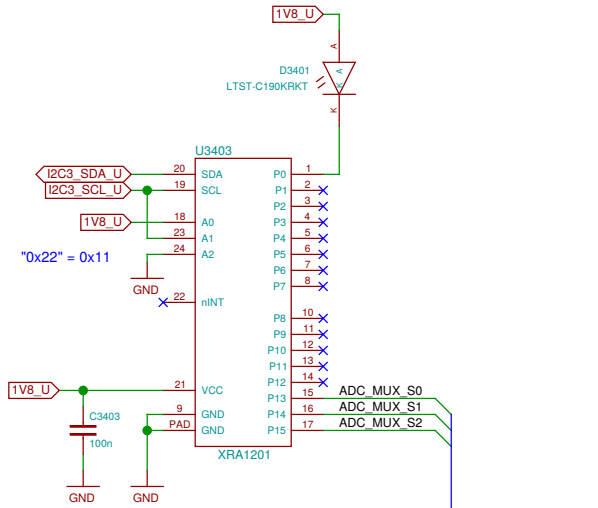 1V8_U
A
D3401
A
K
LTST-C190KRKT
K
U3403
I2C3_SDA_U 20 SDA P0 1
I2C3_SCL_U 19 SCL P1 2
P2 3
1V8_U 18 A0 P3 4
23 A1 P4 5
24 A2 P5 6
"0x22" = 0x11
P6 7
GND P7 8
22 nINT
P8 10
P9 11
P10 12
P11 13
P12 14
1V8_U 21 VCC P13 15 ADC_MUX_S0
C3403 9 GND P14 16 ADC_MUX_S1
100n PAD GND P15 17 ADC_MUX_S2
XRA1201
GND GND